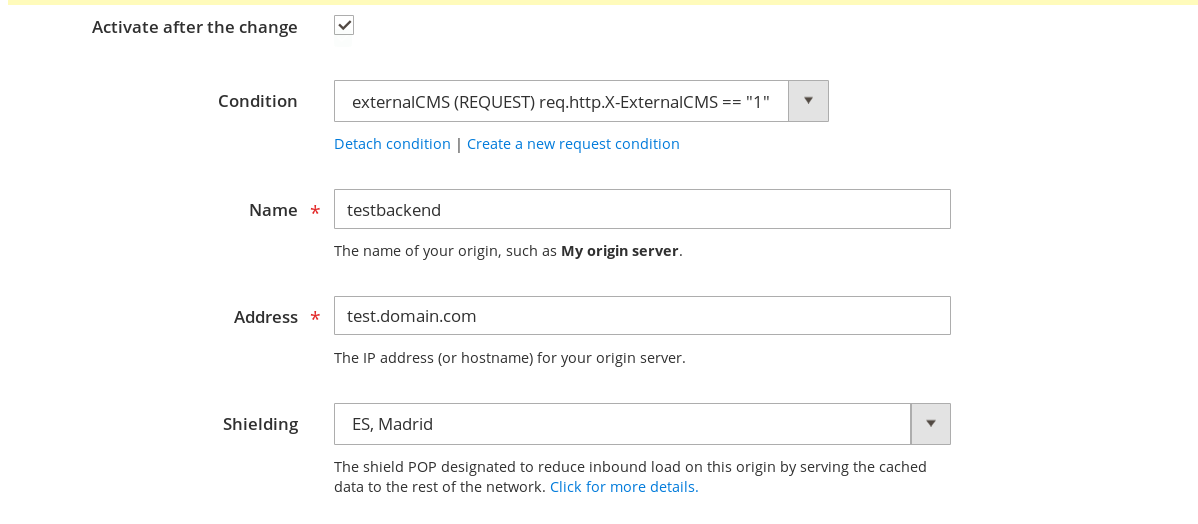 Activate after the change
Condition
externalCMS (REQUEST) req.http.X-ExternalCMS == "1"
Detach condition | Create a new request condition
Name *
testbackend
The name of your origin, such as My origin server.
Address *
test.domain.com
The IP address (or hostname) for your origin server.
Shielding
ES, Madrid
The shield POP designated to reduce inbound load on this origin by serving the cached
data to the rest of the network. Click for more details.